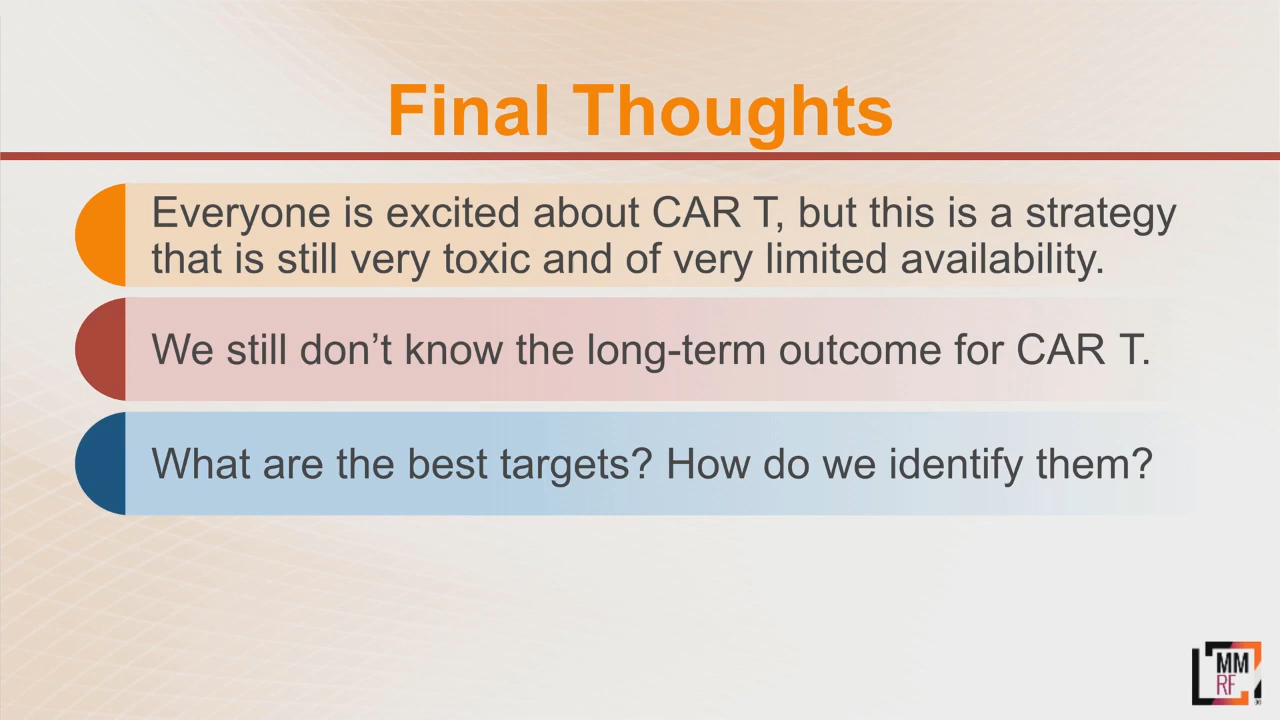 Final Thoughts
Everyone is excited about CAR T, but this is a strategy
that is still very toxic and of very limited availability.
We still don’t know the long-term outcome for CAR T.
What are the best targets? How do we identify them?
MM
RF